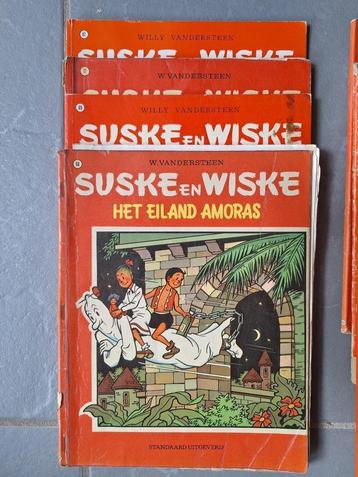 WILLY VANDERSTEEN
W. VANDERSTEEN
SUSKE EN WISKE
WILLY VANDERSTEEN
SUSKE EN WISKE
W. VANDERSTEEN
SUSKE EN WISKE
HET EILAND AMORAS
STANDAARD UITGEVERIJ